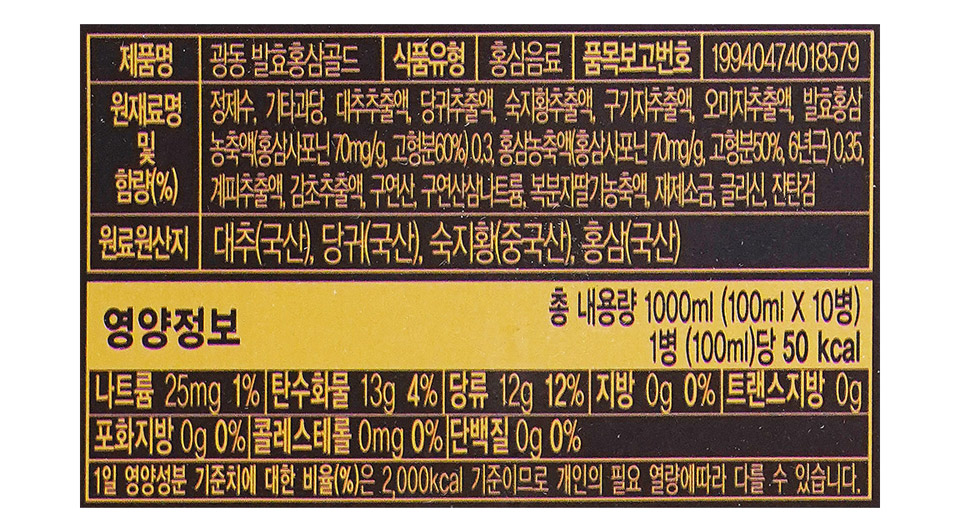 제품명 광동 발효홍삼골드 식품유형 홍삼음료 품목보고번호 19940474018579
원재료명 및 함량(%) 정제수, 기타과당, 대추추출액, 당귀추출액, 숙지황추출액, 구기자추출액, 오미자추출액, 발효홍삼
농축액(홍삼사포닌 70mg/g, 고형분60%) 0.3, 홍삼농축액(홍삼사포닌 70mg/g, 고형분50%, 6년근) 0.35,
계피추출액, 감초추출액, 구연산, 구연산삼나트륨, 복분자딸기농축액, 재제소금, 글리신, 잔탄검
원료원산지 대추(국산), 당귀(국산), 숙지황(중국산), 홍삼(국산)
영양정보
총 내용량 1000ml (100ml X 10병)
1병 (100ml)당 50 kcal
나트륨 25mg 1% 탄수화물 13g 4% 당류 12g 12% 지방 0g 0% 트랜스지방 0g
포화지방 0g 0% 콜레스테롤 0mg 0% 단백질 0g 0%
1일 영양성분 기준치에 대한 비율(%)은 2,000kcal 기준이므로 개인의 필요 열량에따라 다를 수 있습니다.